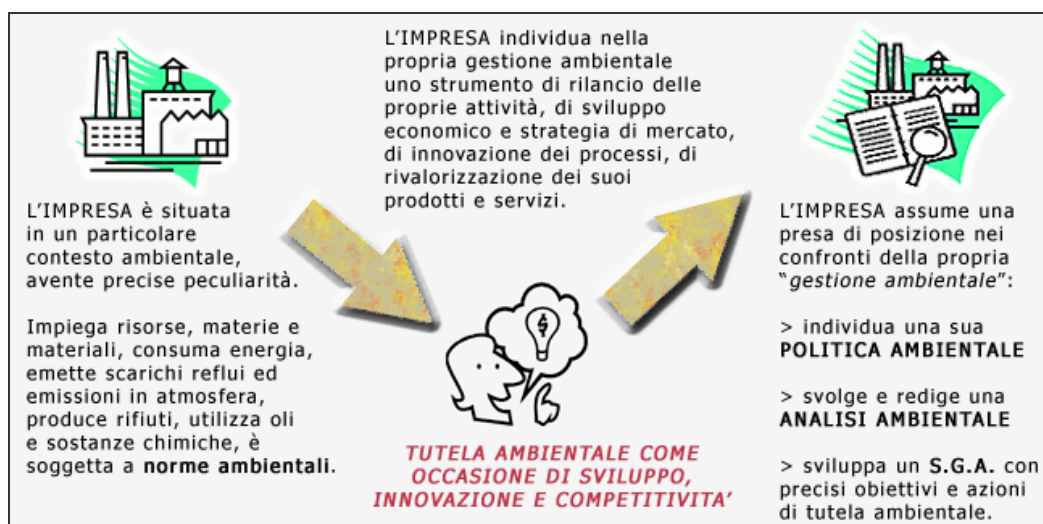 L'IMPRESA è situata
in un particolare
contesto ambientale,
avente precise peculiarità.
Impiega risorse, materie e
materiali, consuma energia,
emette scarichi reflui ed
emissioni in atmosfera,
produce rifiuti, utilizza oli
e sostanze chimiche, è
soggetta a norme ambientali.
L'IMPRESA individua nella
propria gestione ambientale
uno strumento di rilancio delle
proprie attività, di sviluppo
economico e strategia di mercato,
di innovazione dei processi, di
rivalorizzazione dei suoi
prodotti e servizi.
$
TUTELA AMBIENTALE COME
OCCASIONE DI SVILUPPO,
INNOVAZIONE E COMPETITIVITA'
L'IMPRESA assume una
presa di posizione nei
confronti della propria
"gestione ambientale":
> individua una sua
POLITICA AMBIENTALE
> svolge e redige una
ANALISI AMBIENTALE
> sviluppa un S.G.A. con
precisi obiettivi e azioni
di tutela ambientale.